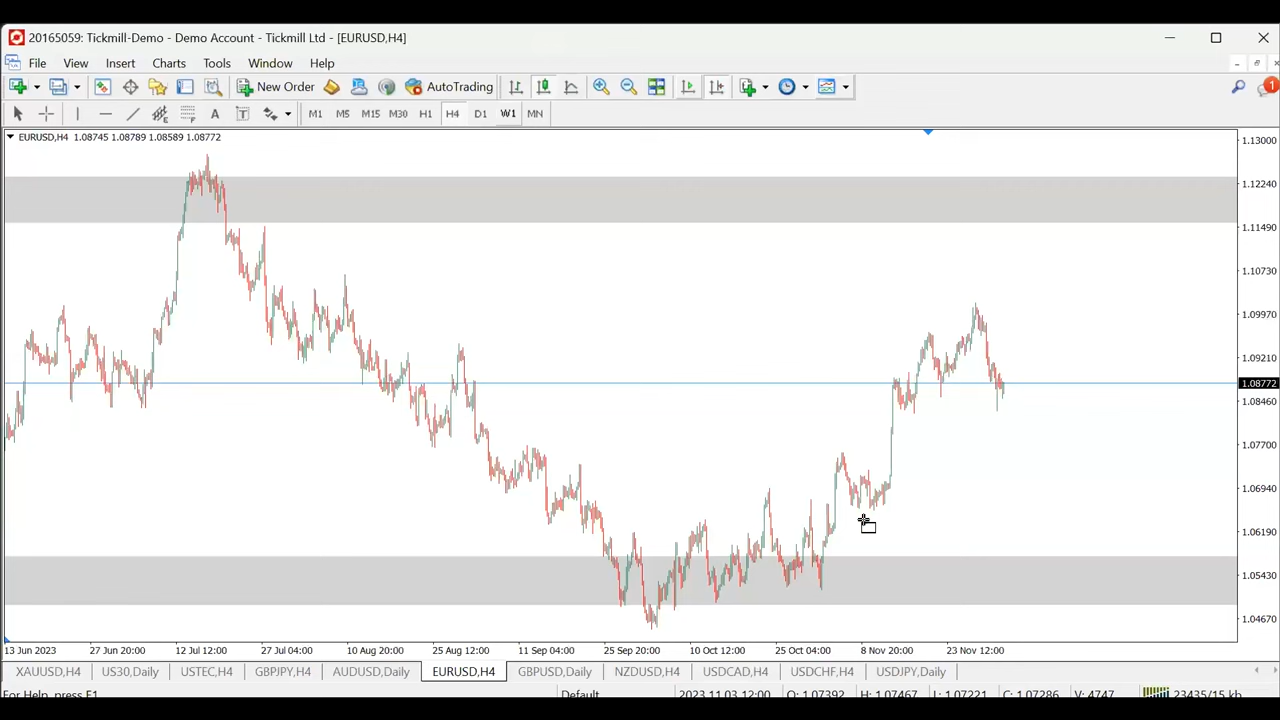 20165059: Tickmill-Demo - Demo Account - Tickmill Ltd - [EURUSD,H4]
File View Insert Charts Tools Window Help
New Order AutoTrading 1
A T M1 M5 M15 M30 H1 H4 D1 W1 MN
EURUSD,H4 1.08745 1.08789 1.08589 1.08772
1.13000
1.12240
1.11490
1.10730
1.09970
1.09210
1.08772
1.08460
1.07700
1.06940
1.06190
1.05430
1.04670
13 Jun 2023 27 Jun 20:00 12 Jul 12:00 27 Jul 04:00 10 Aug 20:00 25 Aug 12:00 11 Sep 04:00 25 Sep 20:00 10 Oct 12:00 25 Oct 04:00 8 Nov 20:00 23 Nov 12:00
XAUUSD,H4 US30,Daily USTEC,H4 GBPJPY,H4 AUDUSD,Daily EURUSD,H4 GBPUSD,Daily NZDUSD,H4 USDCAD,H4 USDCHF,H4 USDJPY,Daily
For Help, press F1 Default 2023.11.03 12:00 O: 1.07392 H: 1.07467 L: 1.07221 C: 1.07286 V: 4747 23435/15 kb